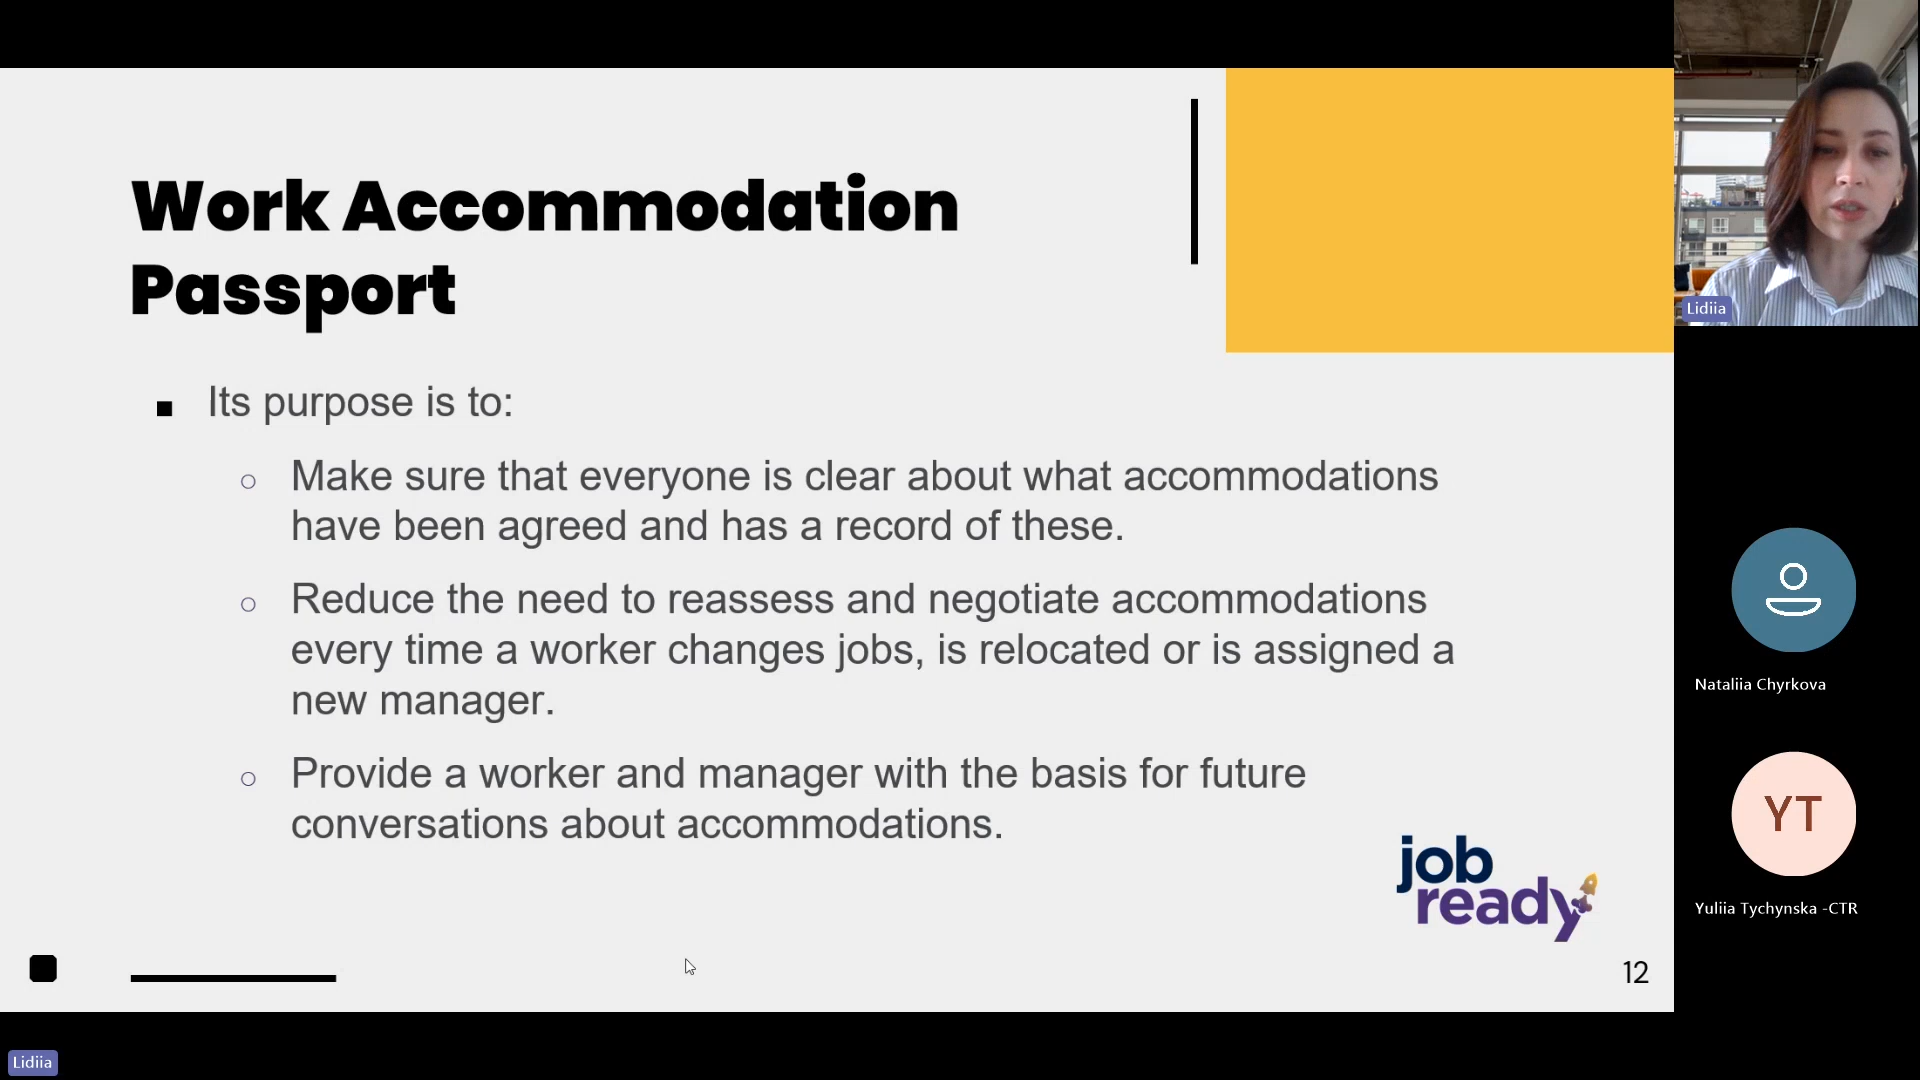 Work Accommodation
Passport
Its purpose is to:
Make sure that everyone is clear about what accommodations
have been agreed and has a record of these.
Reduce the need to reassess and negotiate accommodations
every time a worker changes jobs, is relocated or is assigned a
new manager.
Provide a worker and manager with the basis for future
conversations about accommodations.
job
ready
12
Lidiia
Lidiia
Nataliia Chyrkova
YT
Yuliia Tychynska -CTR